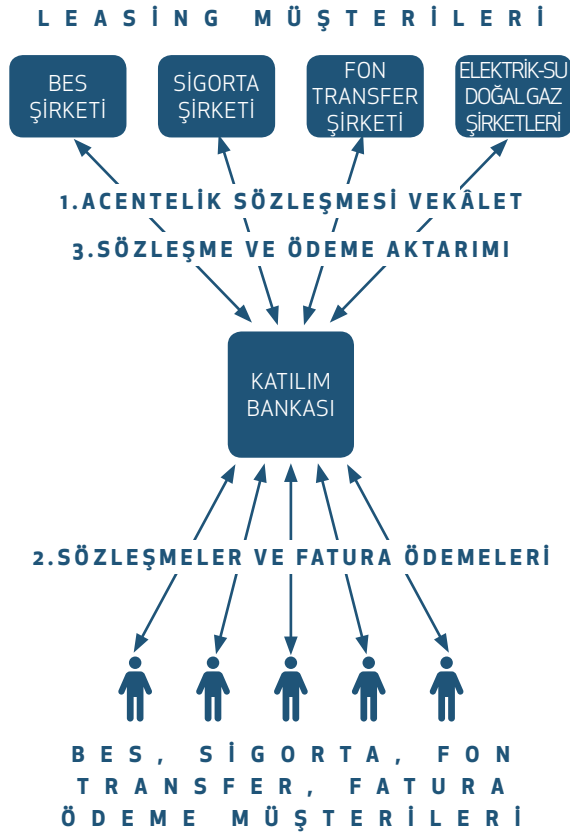 LEASİNG MÜŞTERİLERİ
BES
ŞİRKETİ
SİGORTA
ŞİRKETİ
FON
TRANSFER
ŞİRKETİ
ELEKTRİK-SU
DOĞALGAZ
ŞİRKETLERİ
1.ACENTELİK SÖZLEŞMESİ VEKÂLET
3.SÖZLEŞME VE ÖDEME AKTARIMI
KATILIM
BANKASI
2.SÖZLEŞMELER VE FATURA ÖDEMELERİ
BES, SİGORTA, FON
TRANSFER, FATURA
ÖDEME MÜŞTERİLERİ